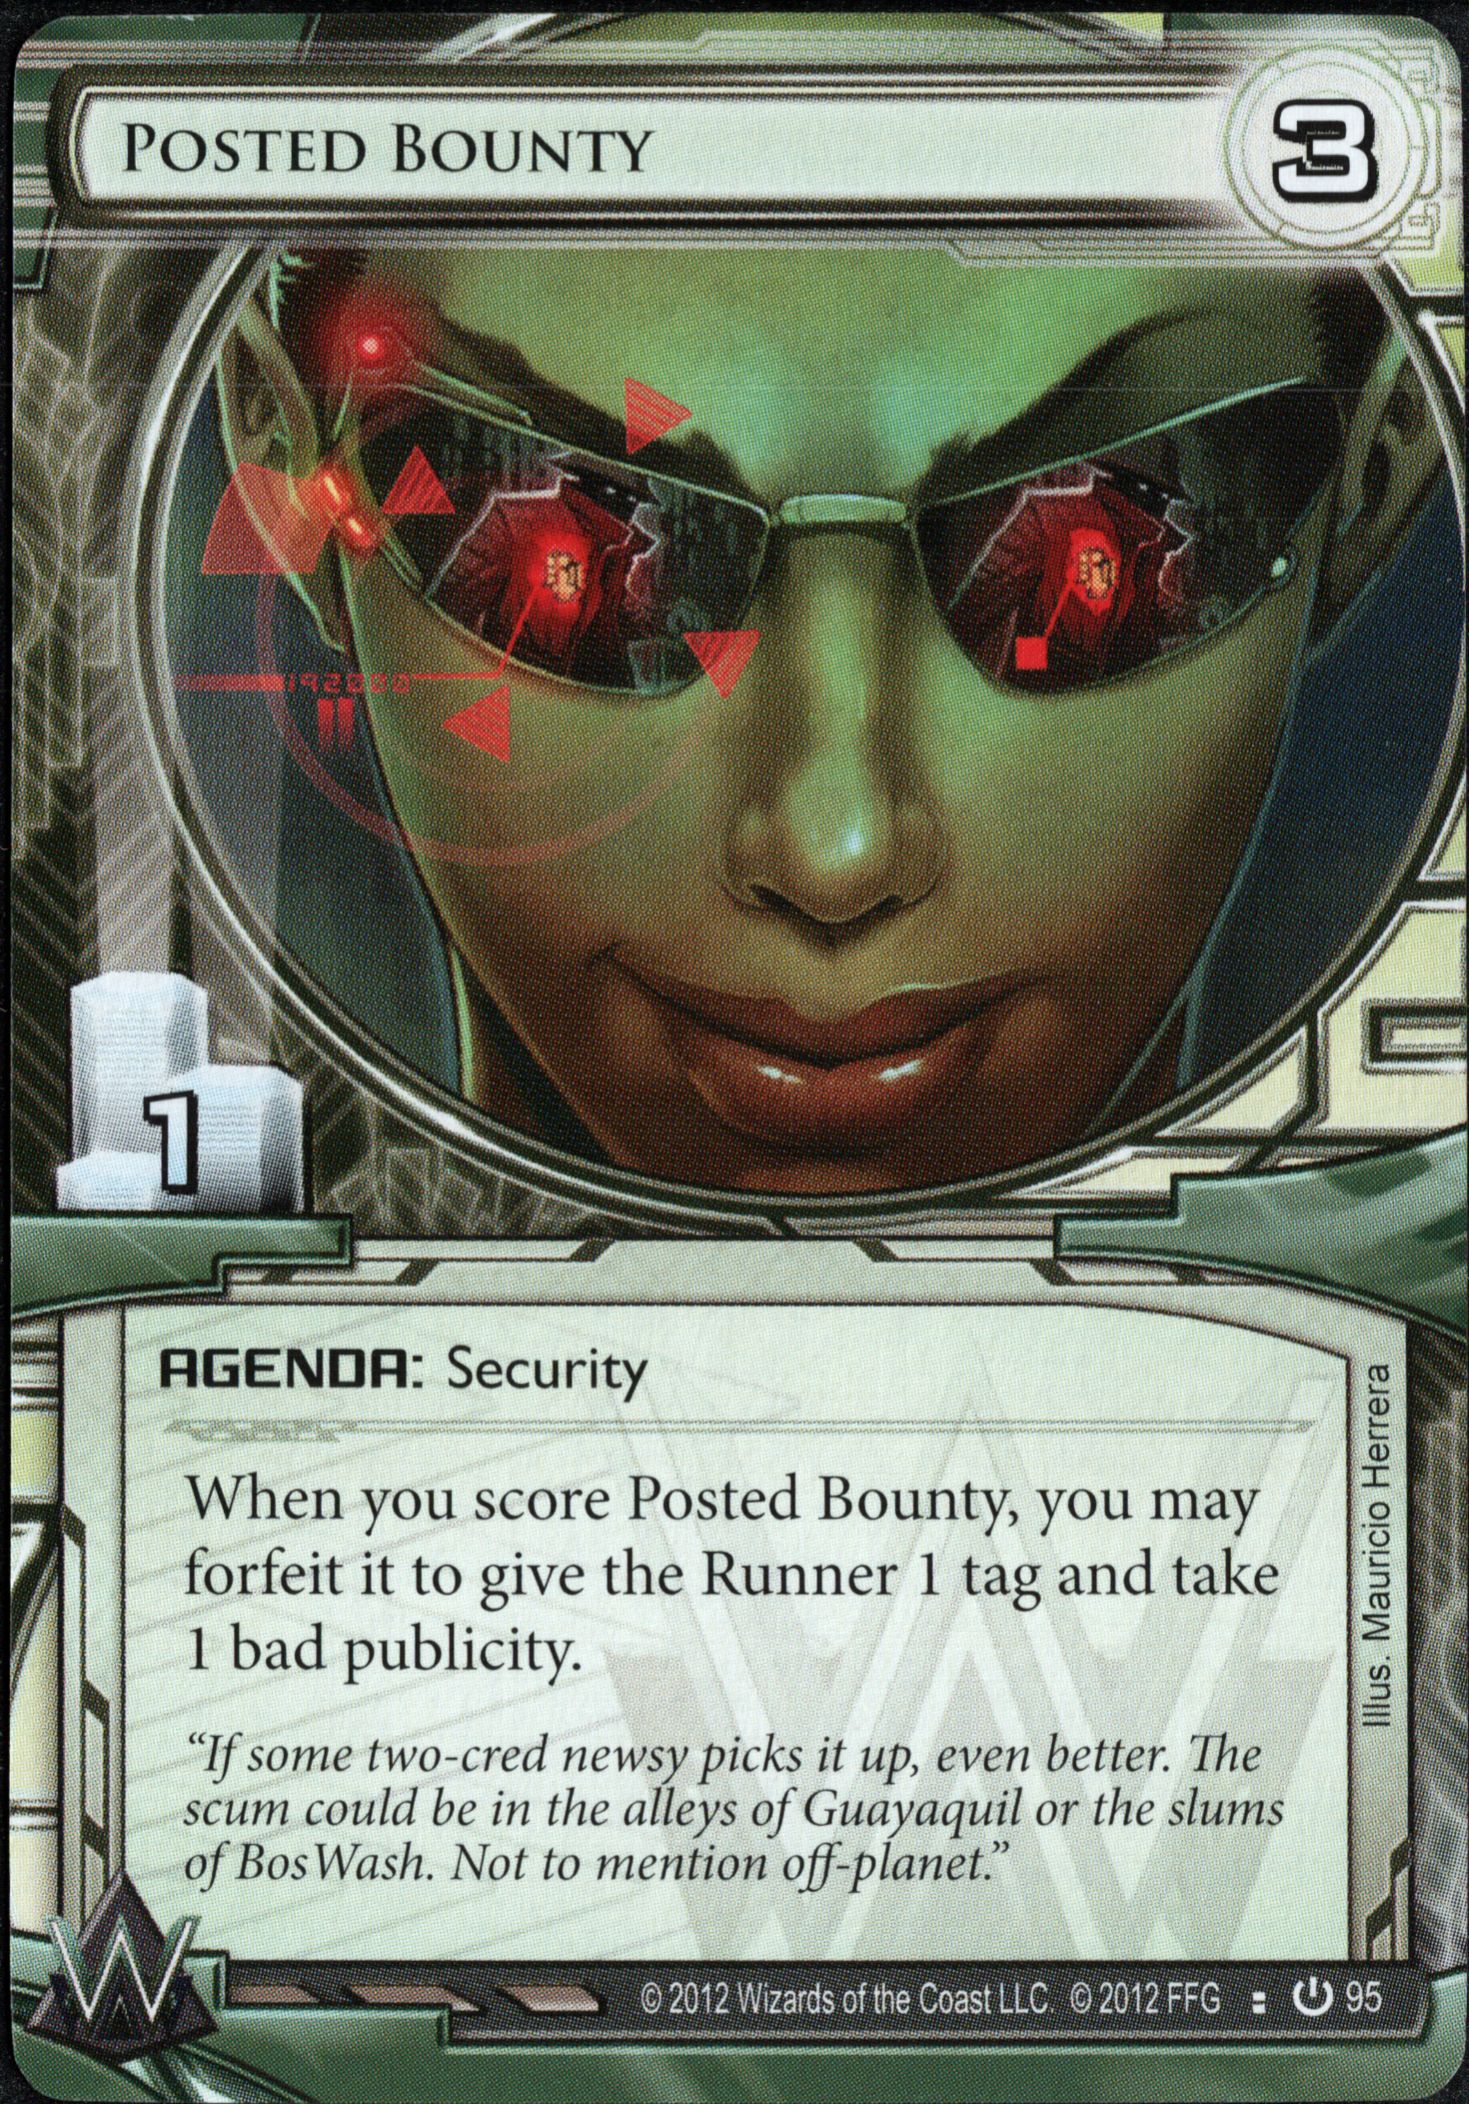 POSTED BOUNTY
3
1
AGENDA: Security
When you score Posted Bounty, you may
forfeit it to give the Runner 1 tag and take
1 bad publicity.
“If some two-cred newsy picks it up, even better. The
scum could be in the alleys of Guayaquil or the slums
of BosWash. Not to mention off-planet.”
Illus. Mauricio Herrera
W
© 2012 Wizards of the Coast LLC. © 2012 FFG 95